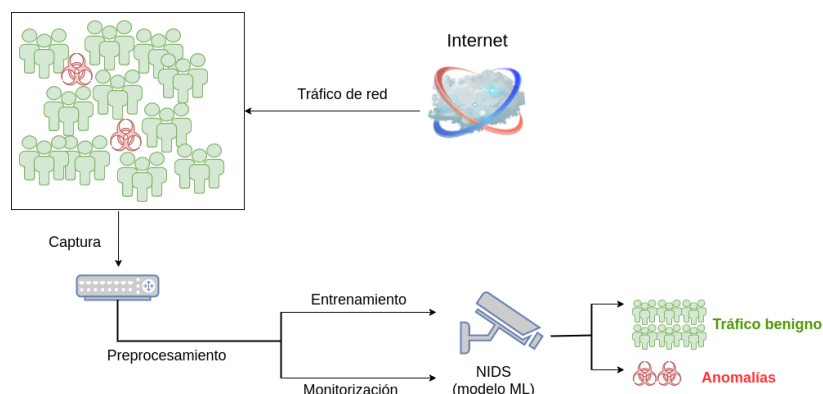 Internet
Tráfico de red
Captura
Entrenamiento
Tráfico benigno
Preprocesamiento
NIDS
(modelo ML)
Anomalías
Monitorización